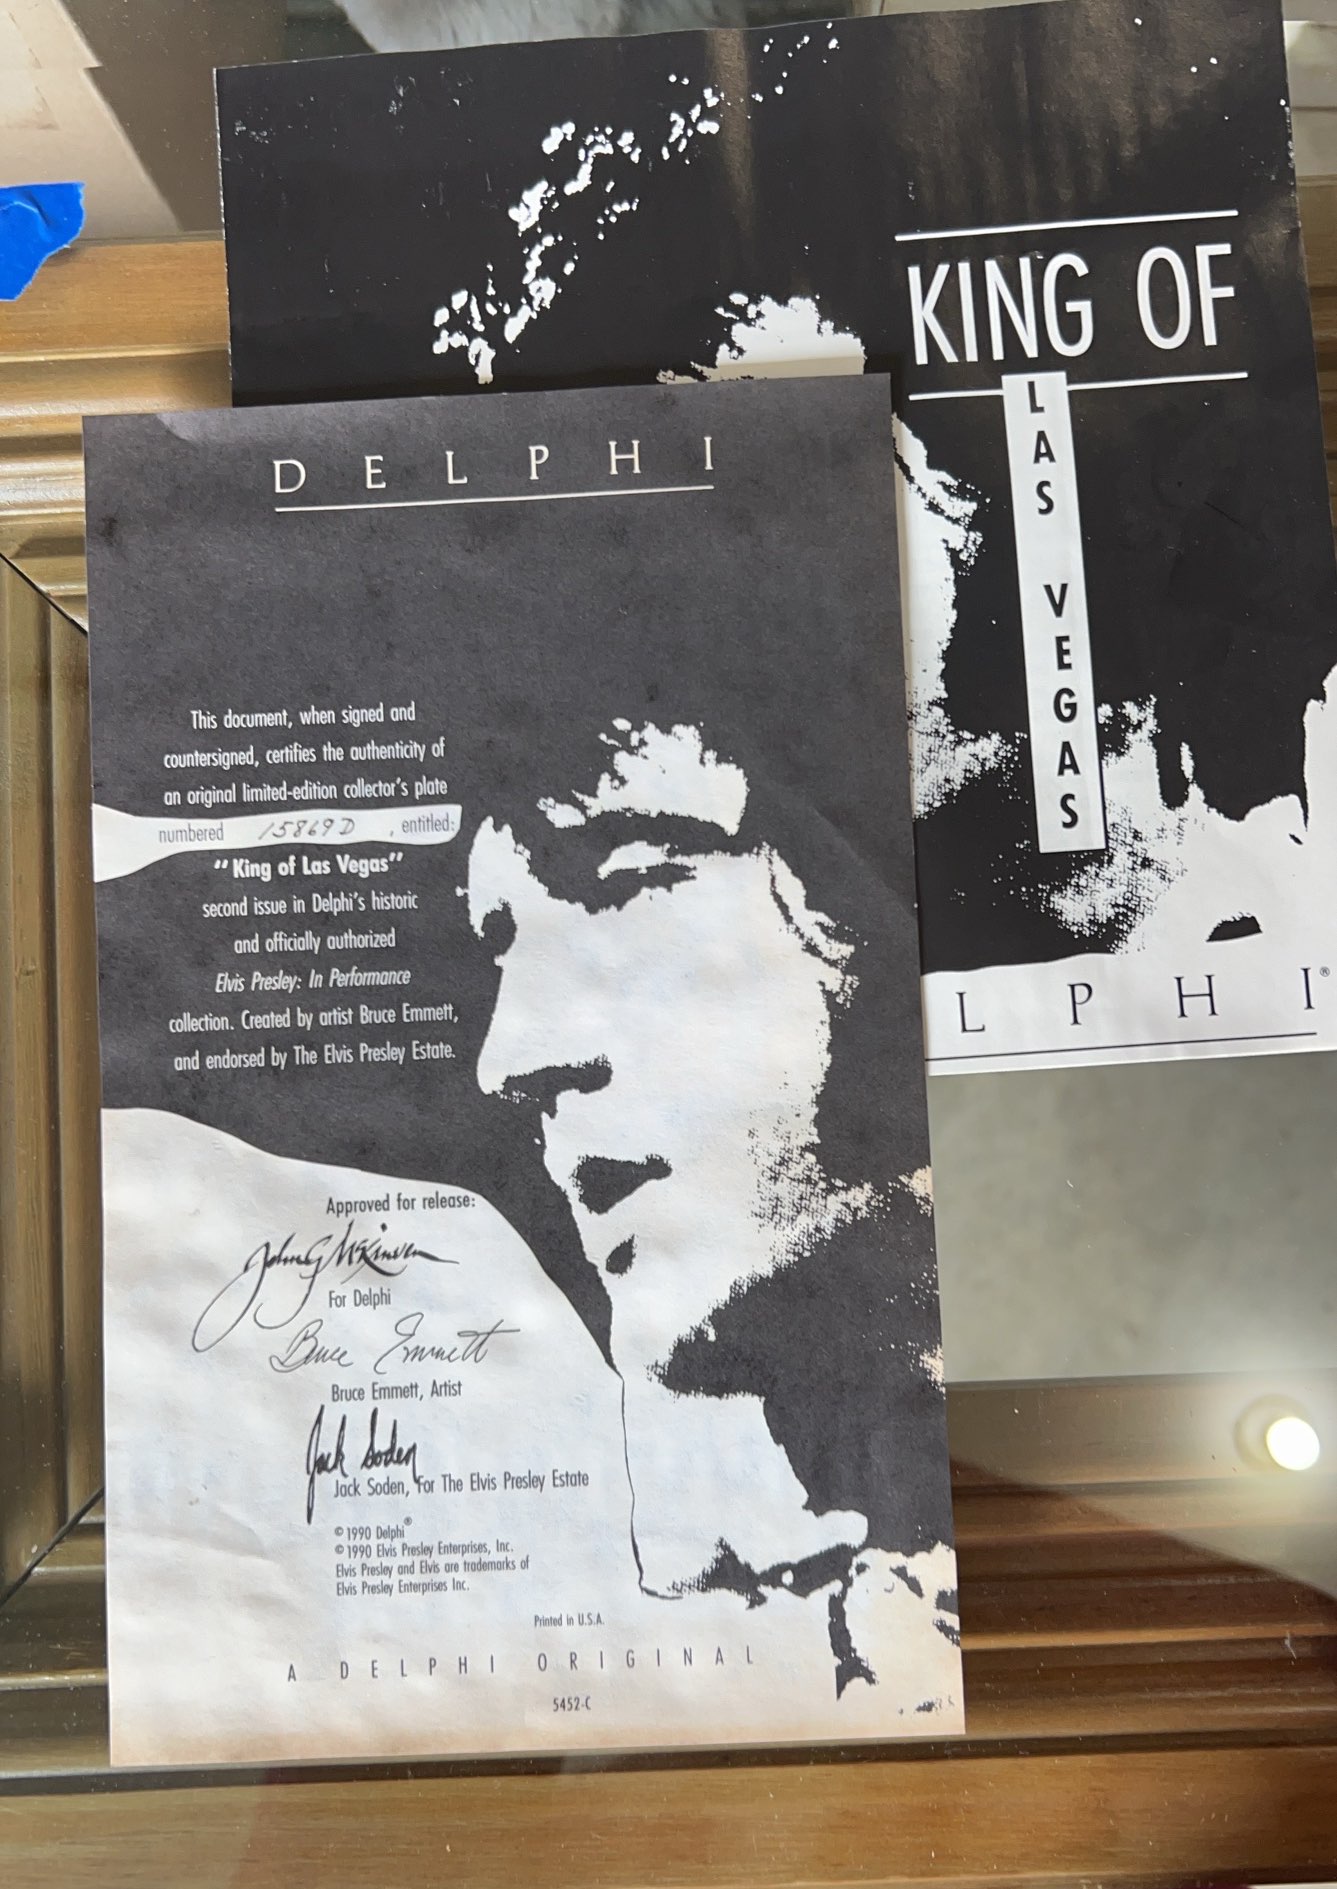 KING OF
LAS VEGAS
L P H I®
DELPHI
This document, when signed and
countersigned, certifies the authenticity of
an original limited-edition collector's plate
numbered 15869D , entitled:
"King of Las Vegas"
second issue in Delphi's historic
and officially authorized
Elvis Presley: In Performance
collection. Created by artist Bruce Emmett,
and endorsed by The Elvis Presley Estate.
Approved for release:
For Delphi
Bruce Emmett
Bruce Emmett, Artist
Jack Soden
Jack Soden, For The Elvis Presley Estate
©1990 Delphi®
©1990 Elvis Presley Enterprises, Inc.
Elvis Presley and Elvis are trademarks of
Elvis Presley Enterprises Inc.
Printed in U.S.A.
A DELPHI ORIGINAL
5452-C